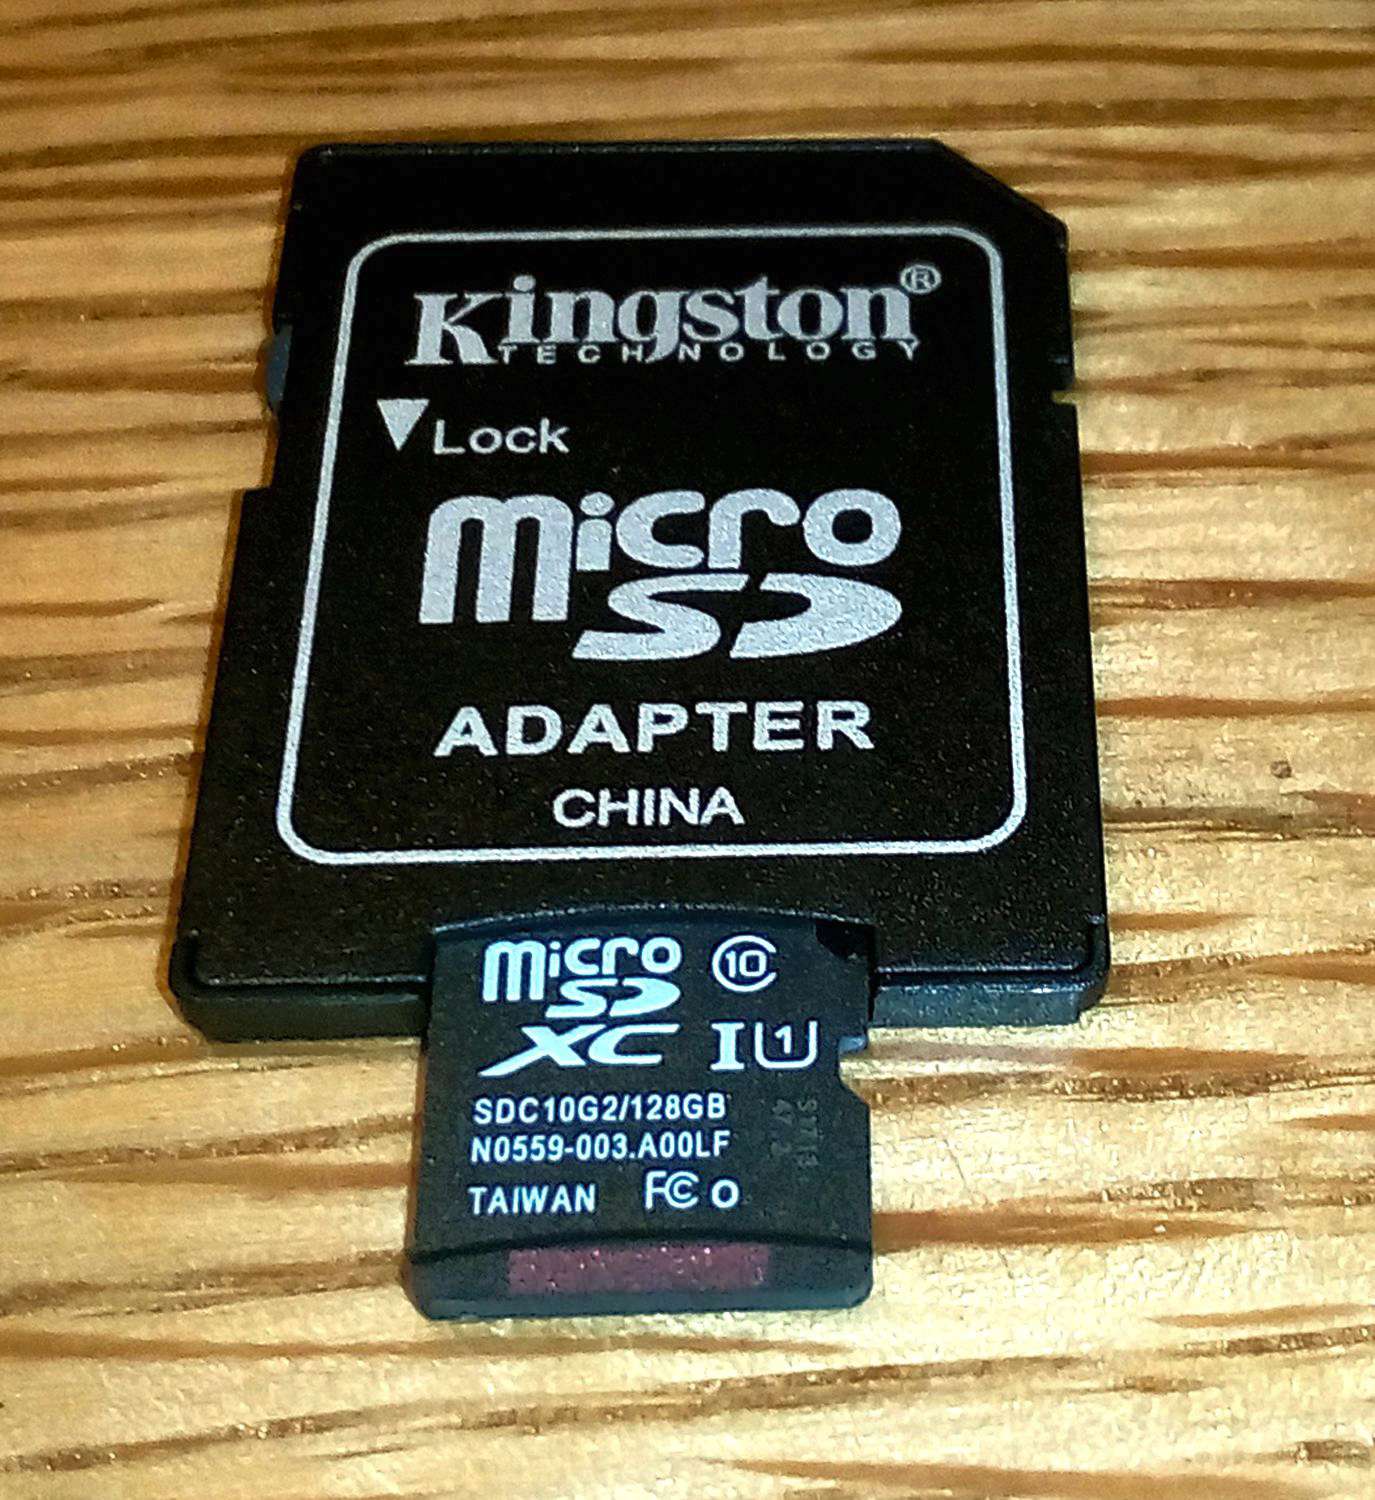 Kingston®
TECHNOLOGY
Lock
micro
SD
ADAPTER
CHINA
micro
SD
XC
10
I U1
SDC10G2/128GB
N0559-003.A00LF
TAIWAN FC